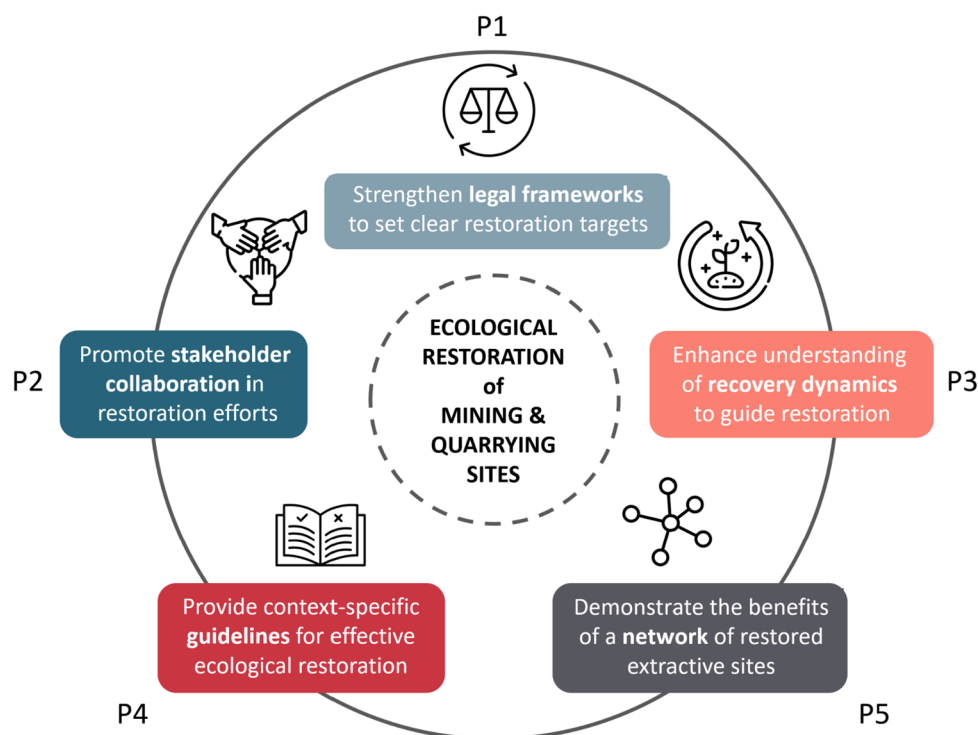 P1
Strengthen legal frameworks
to set clear restoration targets
P2
Promote stakeholder
collaboration in
restoration efforts
ECOLOGICAL
RESTORATION
of
MINING &
QUARRYING
SITES
Enhance understanding
of recovery dynamics
to guide restoration
P3
Provide context-specific
guidelines for effective
ecological restoration
P4
Demonstrate the benefits
of a network of restored
extractive sites
P5